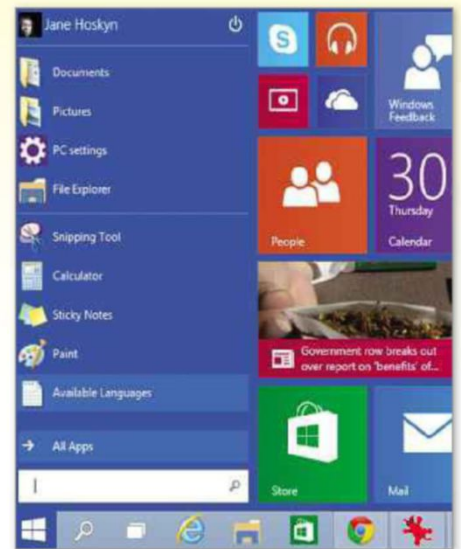 Jane Hoskyn
Documents
Pictures
PC settings
File Explorer
Snipping Tool
Calculator
Sticky Notes
Paint
Available Languages
All Apps
Windows
Feedback
People
30
Thursday
Calendar
Government row breaks out
over report on 'benefits' of...
Store
Mail